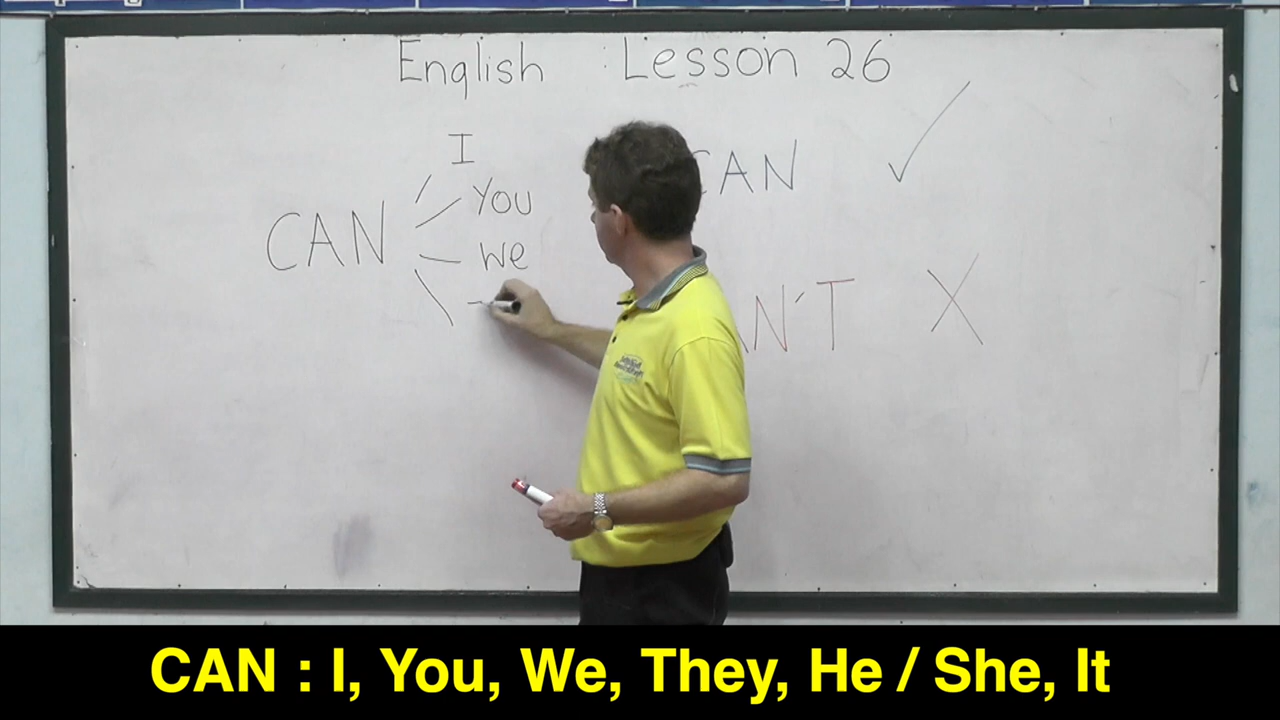 English Lesson 26
I
CAN
✓
You
CAN
We
N'T
X
CAN : I, You, We, They, He / She, It